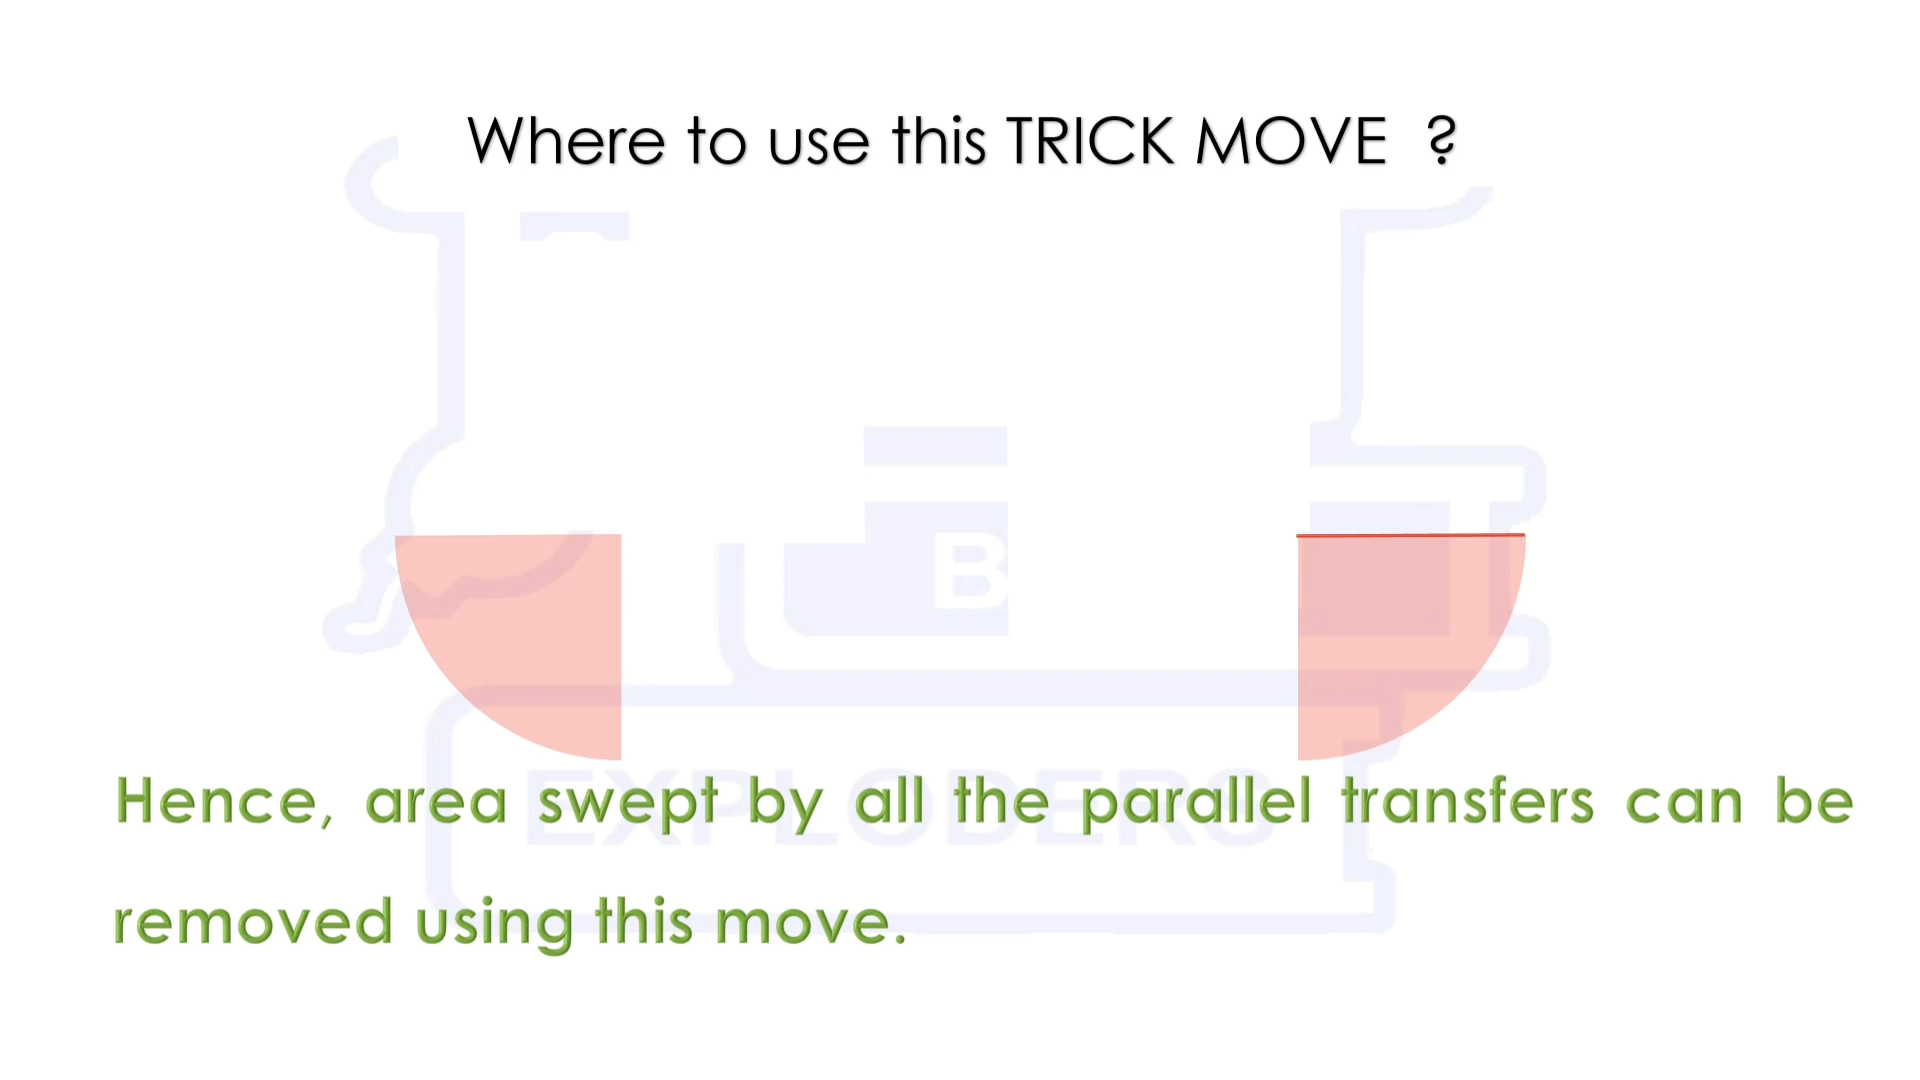 Where to use this TRICK MOVE ?
B
Hence, area swept by all the parallel transfers can be
EXPLODERS
removed using this move.